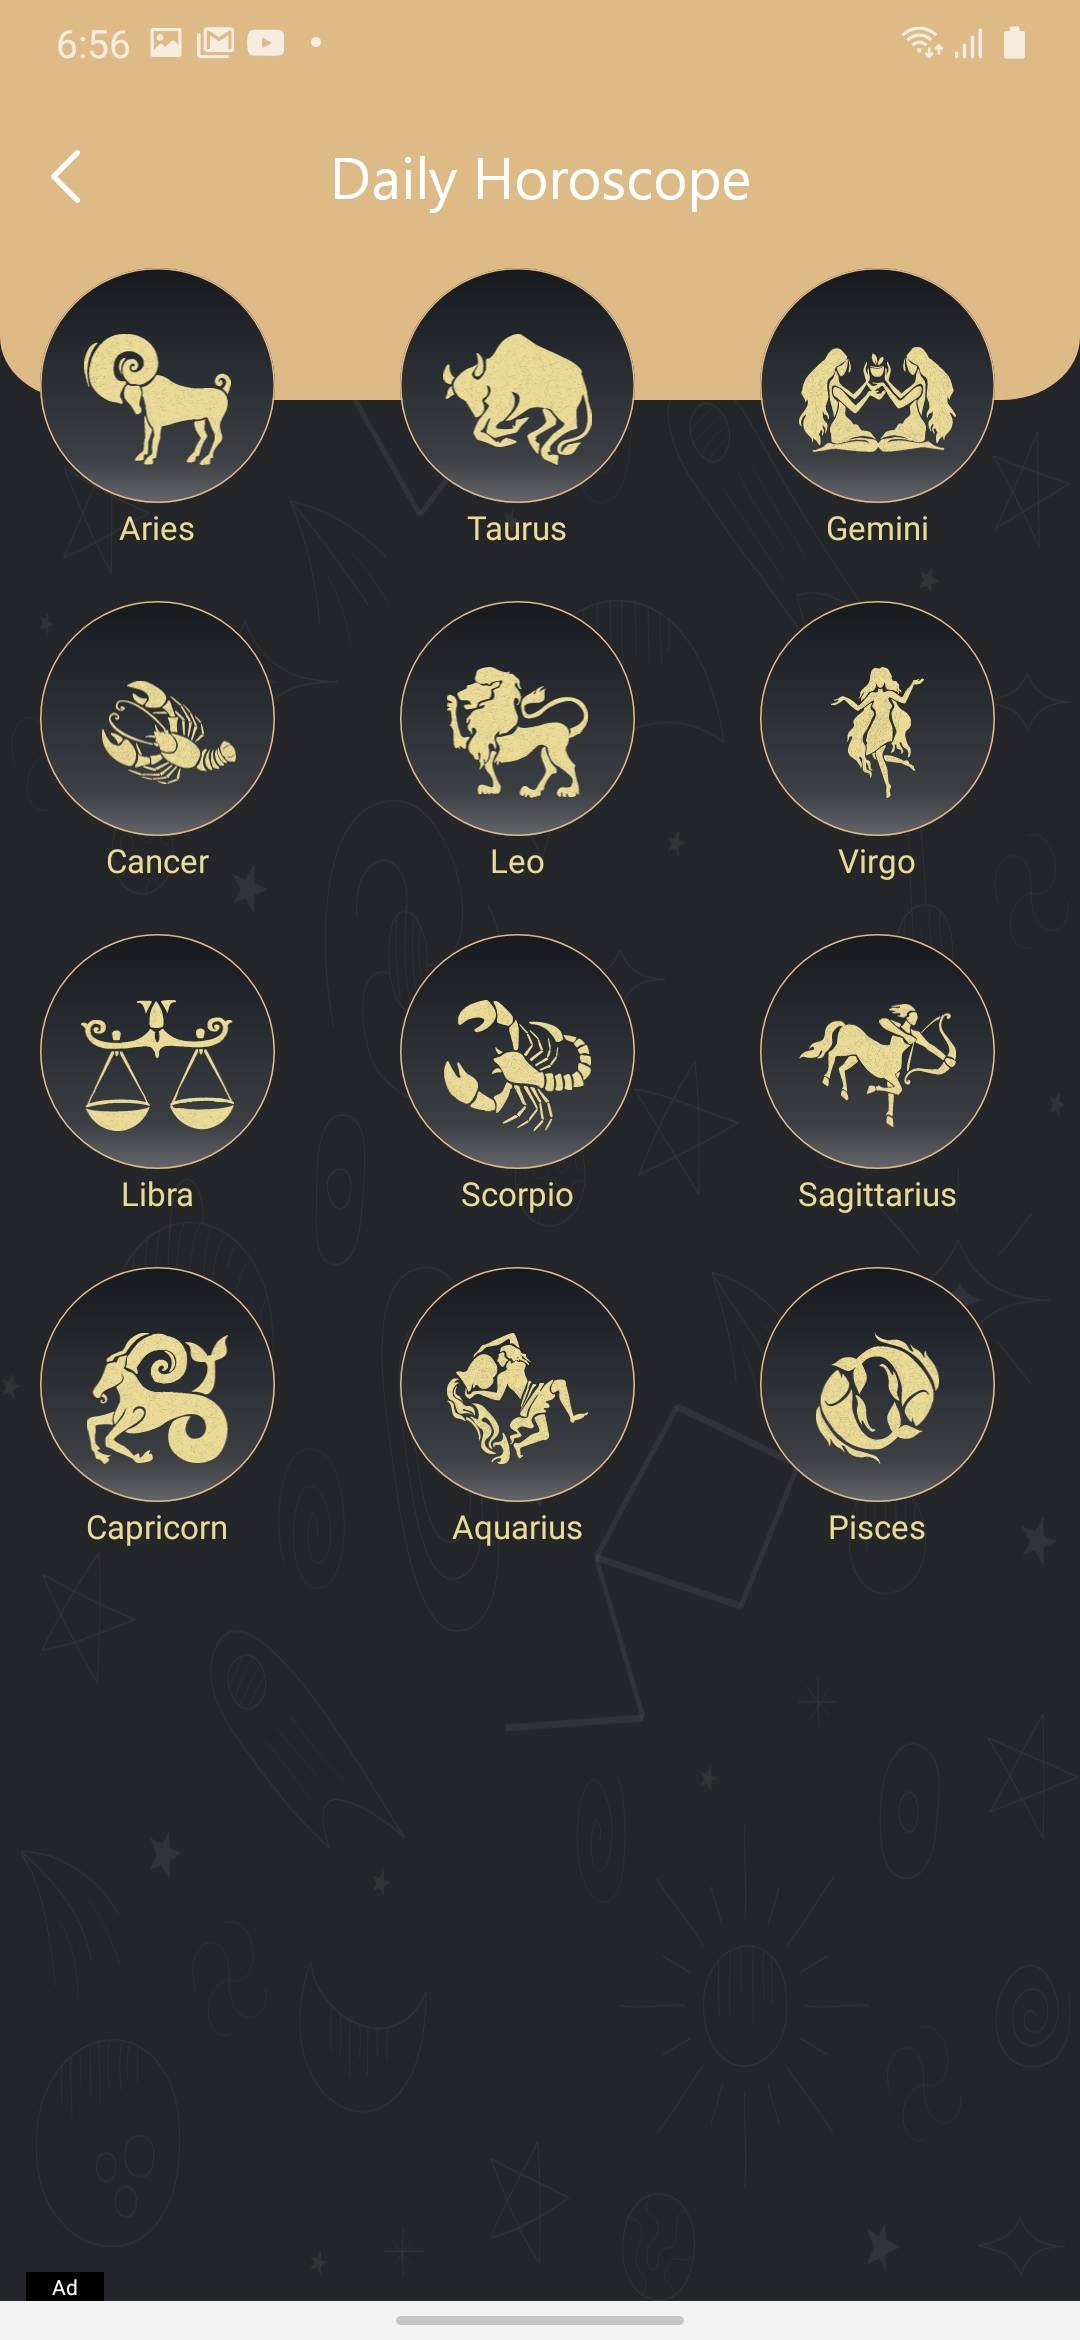 6:56
Daily Horoscope
Aries Taurus Gemini
Cancer Leo Virgo
Libra Scorpio Sagittarius
Capricorn Aquarius Pisces
Ad